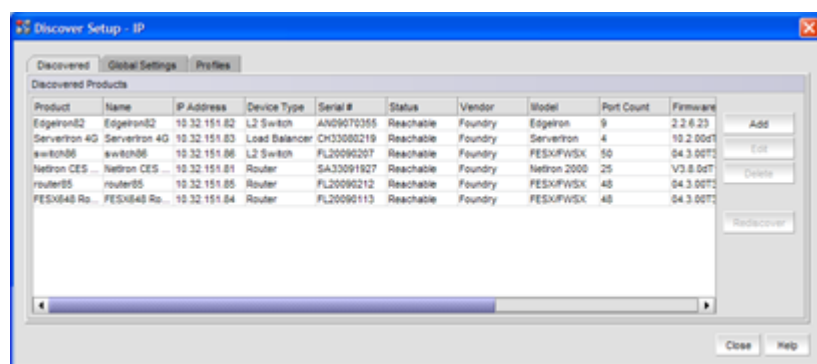 Discover Setup - IP
Discovered Global Settings Profiles
Discovered Products
Product Name IP Address Device Type Serial # Status Vendor Model Port Count Firmware
EdgeIron82 EdgeIron82 10.32.151.82 L2 Switch AN09070355 Reachable Foundry EdgeIron 9 2.2.6.23
ServerIron 4G ServerIron 4G 10.32.151.83 Load Balancer CH33080219 Reachable Foundry ServerIron 4 10.2.00dT
switch86 switch86 10.32.151.86 L2 Switch FL20090207 Reachable Foundry FESX/FWSX 50 04.3.00T3
NetIron CES ... NetIron CES ... 10.32.151.81 Router SA33091927 Reachable Foundry NetIron 2000 25 V3.8.0dT
router85 router85 10.32.151.85 Router FL20090212 Reachable Foundry FESX/FWSX 48 04.3.00T3
FESX648 Ro... FESX648 Ro... 10.32.151.84 Router FL20090113 Reachable Foundry FESX/FWSX 48 04.3.00T3
Add
Edit
Delete
Rediscover
Close Help